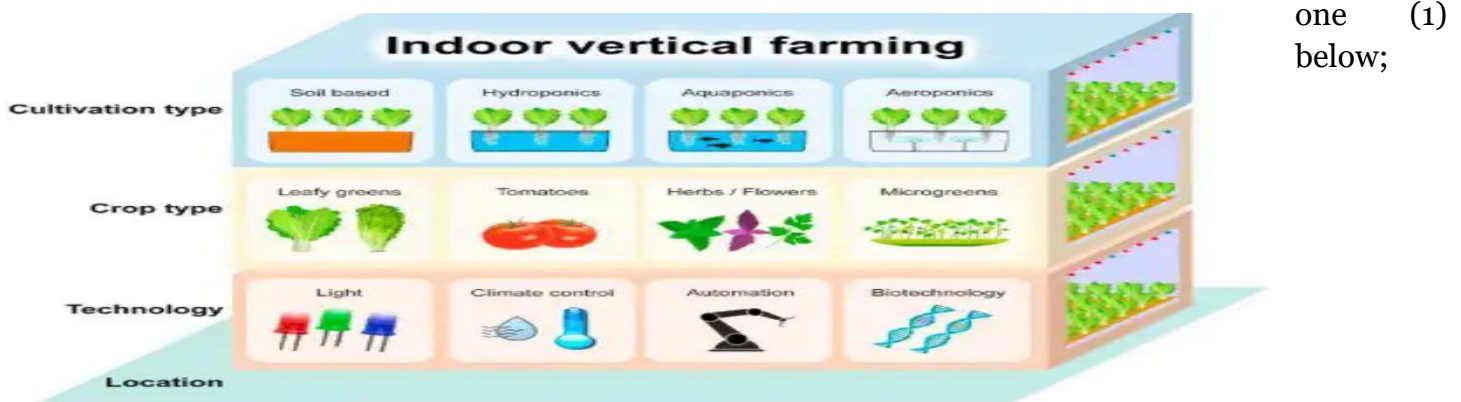 one (1)
below;
Indoor vertical farming
Cultivation type
Soil based Hydroponics Aquaponics Aeroponics
Crop type
Leafy greens Tomatoes Herbs / Flowers Microgreens
Technology
Light Climate control Automation Biotechnology
Location